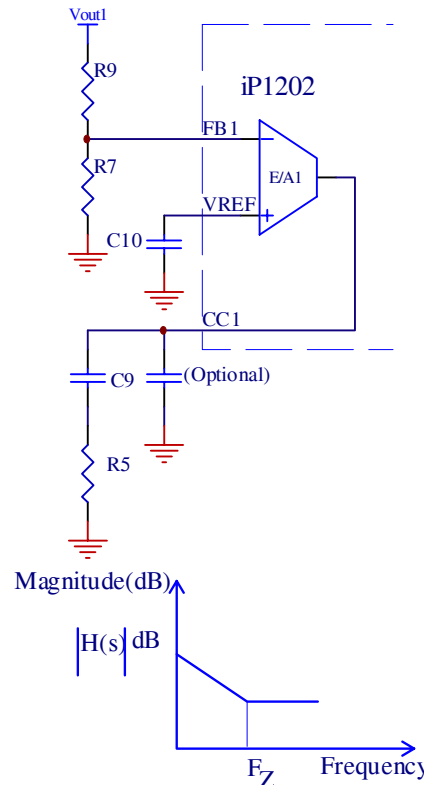 Vout1
R9
iP1202
FB1
R7
E/A1
VREF
C10
CC1
C9
(Optional)
R5
Magnitude(dB)
|H(s)| dB
FZ
Frequency